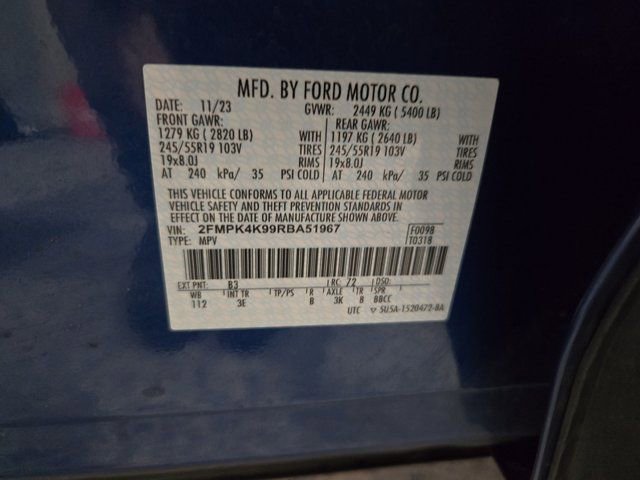 MFD. BY FORD MOTOR CO.
DATE: 11/23 GVWR: 2449 KG ( 5400 LB)
FRONT GAWR: REAR GAWR:
1279 KG ( 2820 LB) WITH 1197 KG ( 2640 LB) WITH
245/55R19 103V TIRES 245/55R19 103V TIRES
19x8.0J RIMS 19x8.0J RIMS
AT 240 kPa/ 35 PSI COLD AT 240 kPa/ 35 PSI COLD
THIS VEHICLE CONFORMS TO ALL APPLICABLE FEDERAL MOTOR
VEHICLE SAFETY AND THEFT PREVENTION STANDARDS IN
EFFECT ON THE DATE OF MANUFACTURE SHOWN ABOVE.
VIN: 2FMPK4K99RBA51967 F0098
TYPE: MPV T0318
EXT PNT: B3 RC: 72 DSO:
WB INT TR TP/PS R AXLE TR SPR
112 3E B 3K B BBCC
UTC ▽ 5U5A-1520472-BA